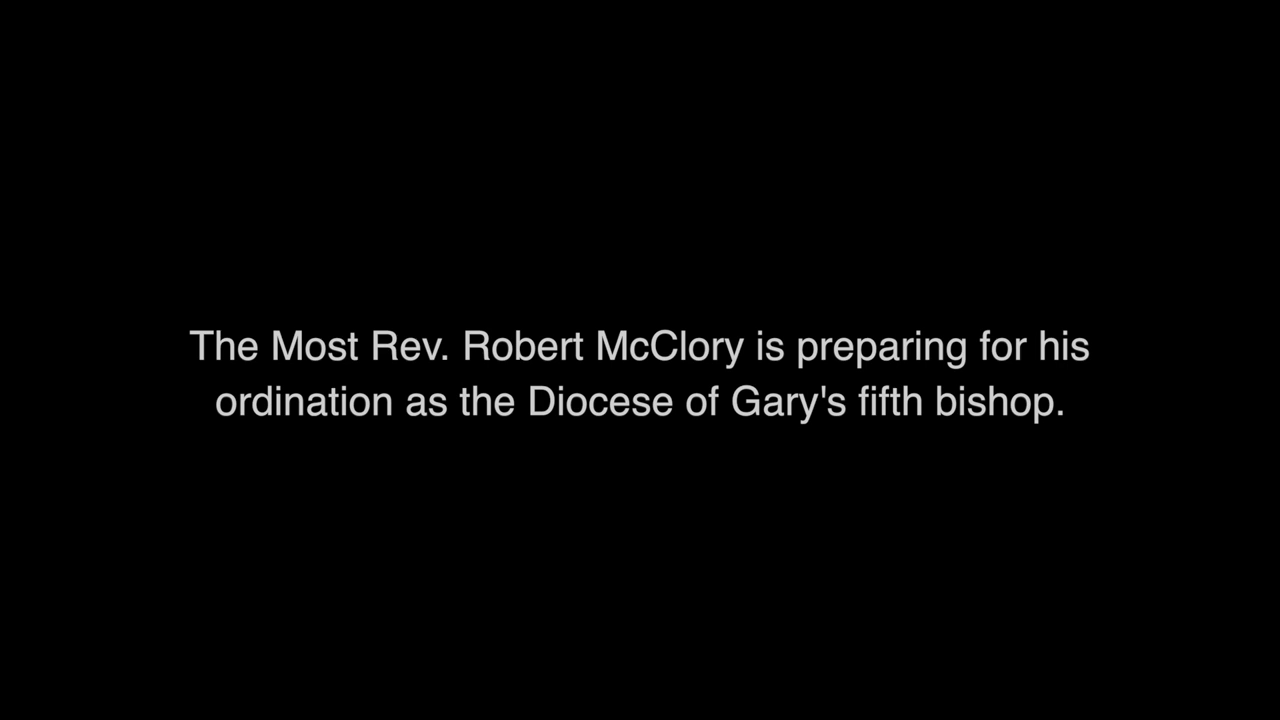 The Most Rev. Robert McClory is preparing for his
ordination as the Diocese of Gary's fifth bishop.